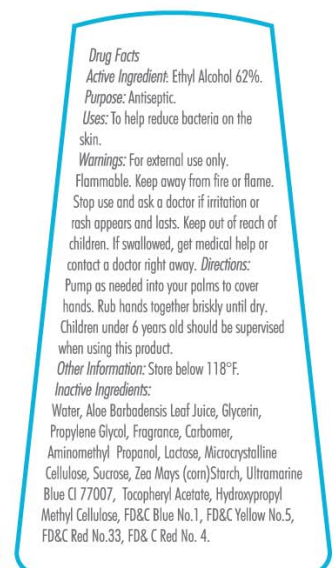 Drug Facts
Active Ingredient: Ethyl Alcohol 62%.
Purpose: Antiseptic.
Uses: To help reduce bacteria on the
skin.
Warnings: For external use only.
Flammable. Keep away from fire or flame.
Stop use and ask a doctor if irritation or
rash appears and lasts. Keep out of reach of
children. If swallowed, get medical help or
contact a doctor right away. Directions:
Pump as needed into your palms to cover
hands. Rub hands together briskly until dry.
Children under 6 years old should be supervised
when using this product.
Other Information: Store below 118°F.
Inactive Ingredients:
Water, Aloe Barbadensis Leaf Juice, Glycerin,
Propylene Glycol, Fragrance, Carbomer,
Aminomethyl Propanol, Lactose, Microcrystalline
Cellulose, Sucrose, Zea Mays (corn)Starch, Ultramarine
Blue CI 77007, Tocopheryl Acetate, Hydroxypropyl
Methyl Cellulose, FD&C Blue No.1, FD&C Yellow No.5,
FD&C Red No.33, FD& C Red No. 4.